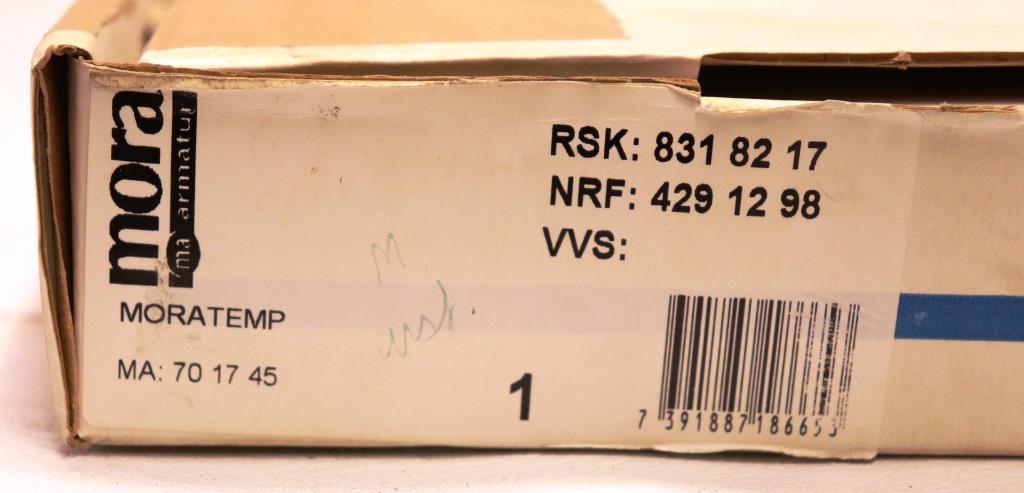 mora
ma armatur
MORATEMP
MA: 70 17 45
RSK: 831 82 17
NRF: 429 12 98
VVS:
M
1
7 391887 186653